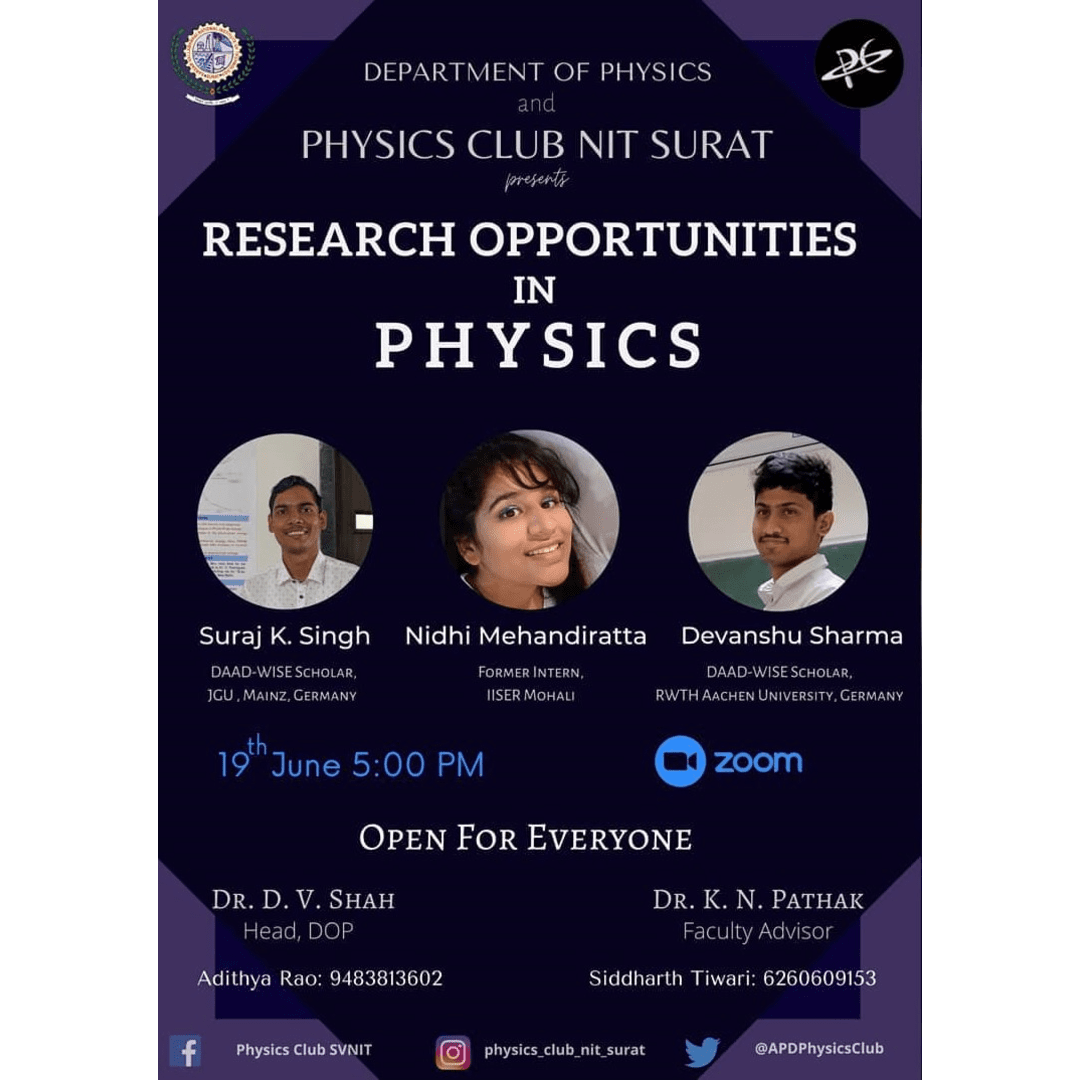 DEPARTMENT OF PHYSICS
and
PHYSICS CLUB NIT SURAT
presents
RESEARCH OPPORTUNITIES
IN
PHYSICS
Suraj K. Singh
DAAD-WISE Scholar,
JGU , Mainz, Germany
Nidhi Mehandiratta
Former Intern,
IISER Mohali
Devanshu Sharma
DAAD-WISE Scholar,
RWTH Aachen University, Germany
19th June 5:00 PM
zoom
Open For Everyone
Dr. D. V. Shah
Head, DOP
Dr. K. N. Pathak
Faculty Advisor
Adithya Rao: 9483813602
Siddharth Tiwari: 6260609153
Physics Club SVNIT
physics_club_nit_surat
@APDPhysicsClub